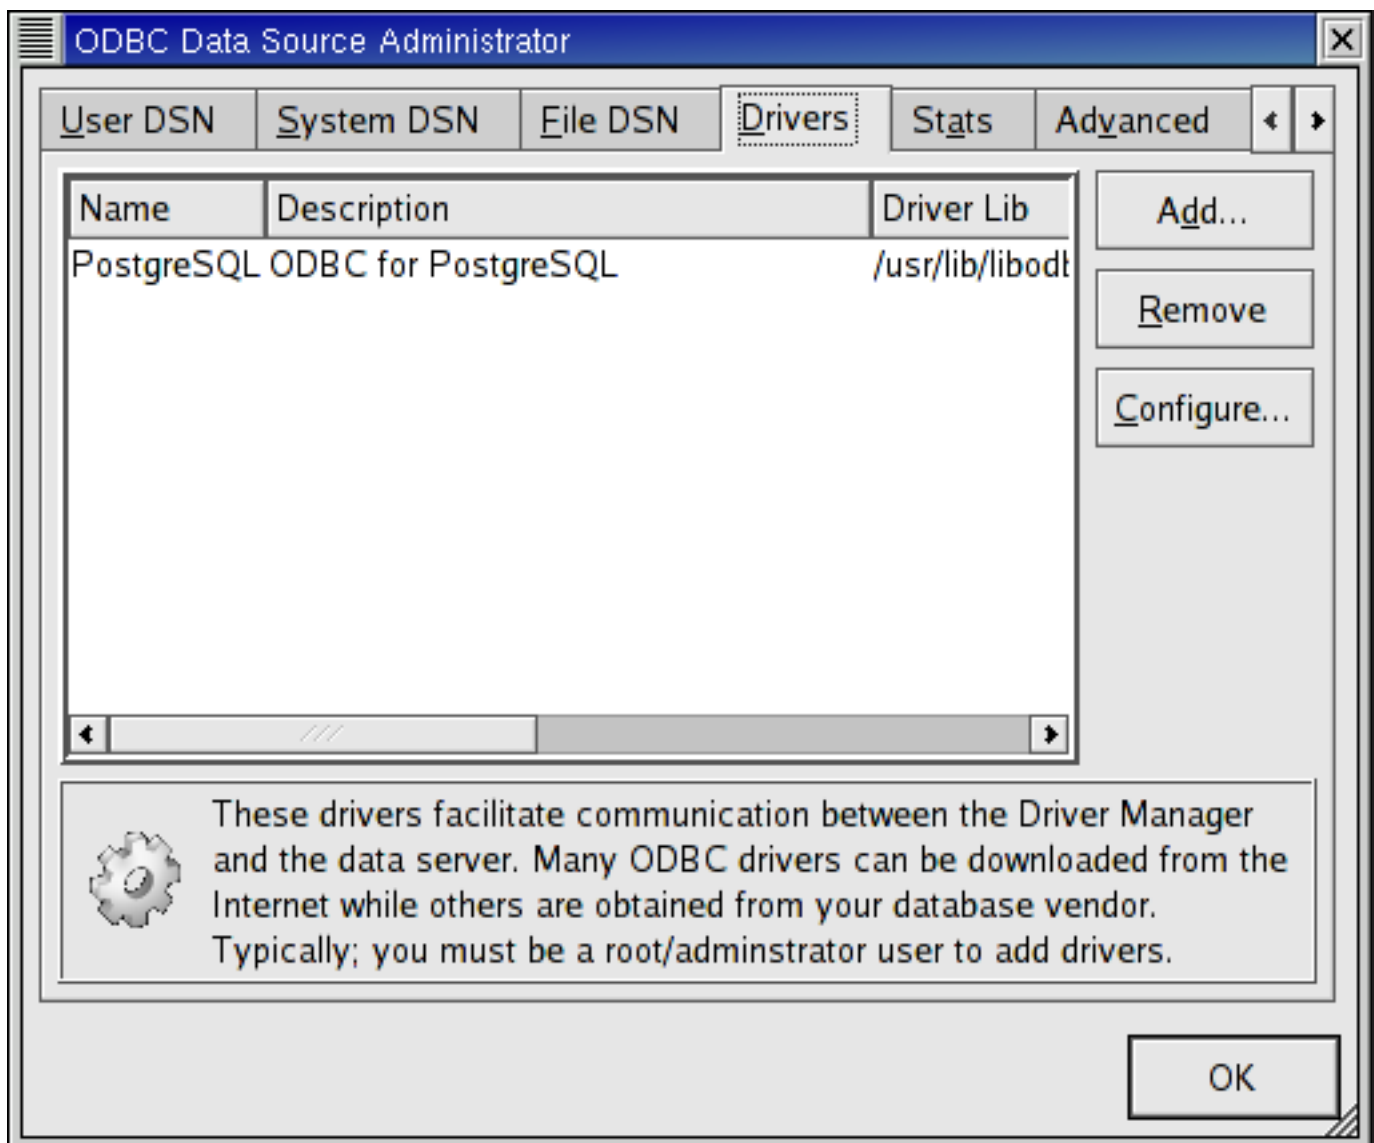 ODBC Data Source Administrator
User DSN System DSN File DSN Drivers Stats Advanced
Name Description Driver Lib
PostgreSQL ODBC for PostgreSQL /usr/lib/libodb
Add...
Remove
Configure...
These drivers facilitate communication between the Driver Manager
and the data server. Many ODBC drivers can be downloaded from the
Internet while others are obtained from your database vendor.
Typically; you must be a root/adminstrator user to add drivers.
OK